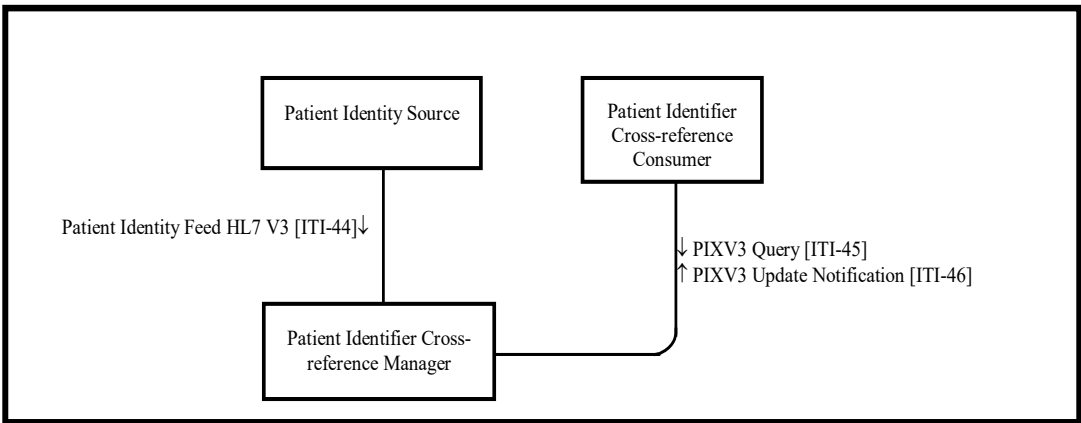 Patient Identity Source
Patient Identifier
Cross-reference
Consumer
Patient Identity Feed HL7 V3 [ITI-44]↓
↓ PIXV3 Query [ITI-45]
↑ PIXV3 Update Notification [ITI-46]
Patient Identifier Cross-
reference Manager